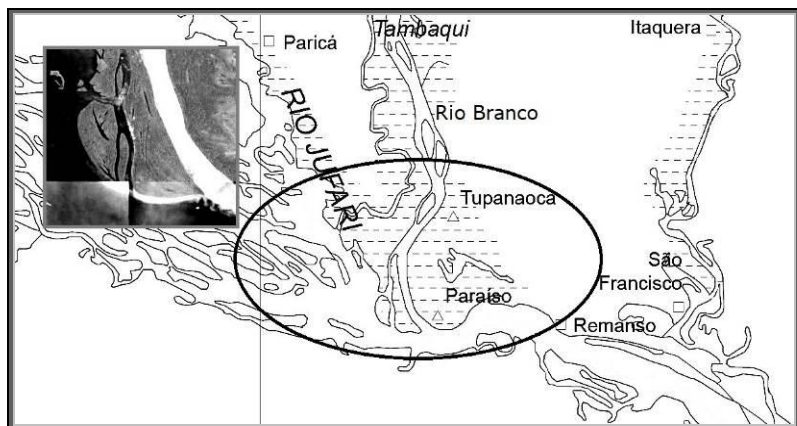 Tambaqui
Itaquera
Paricá
Rio Branco
RIO JUFARI
Tupanaoca
São
Francisco
Paraíso
Remanso